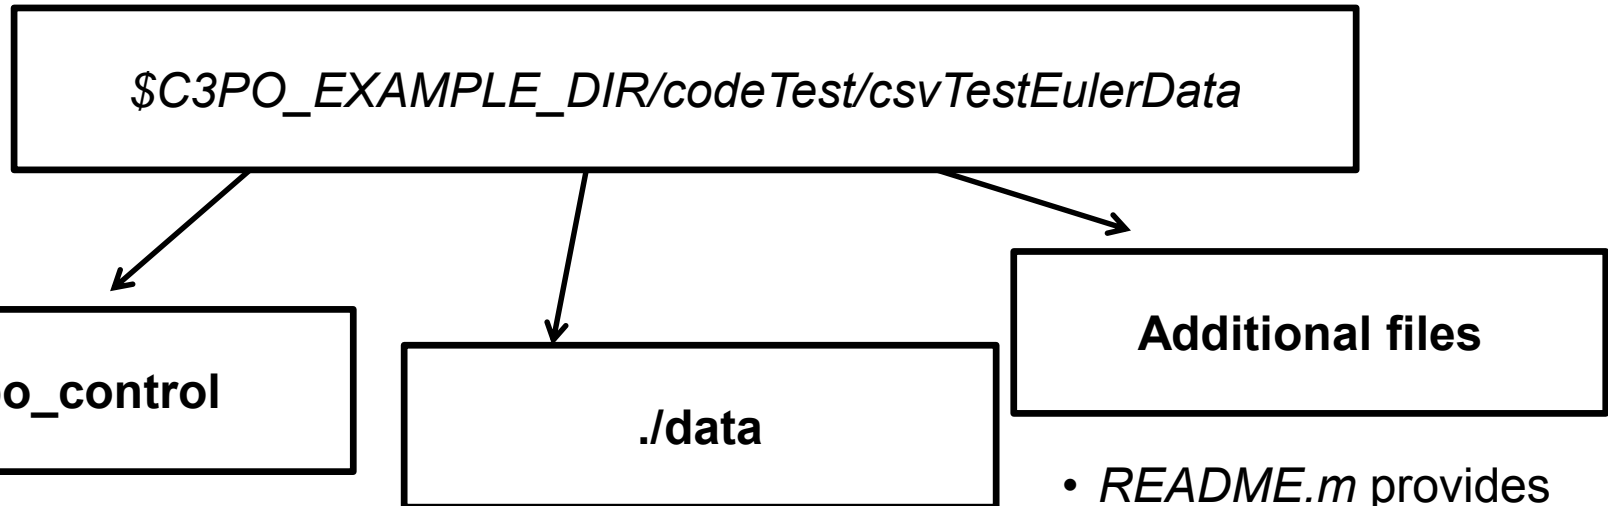 $C3PO_EXAMPLE_DIR/codeTest/csvTestEulerData
o_control
./data
Additional files
• README.m provides